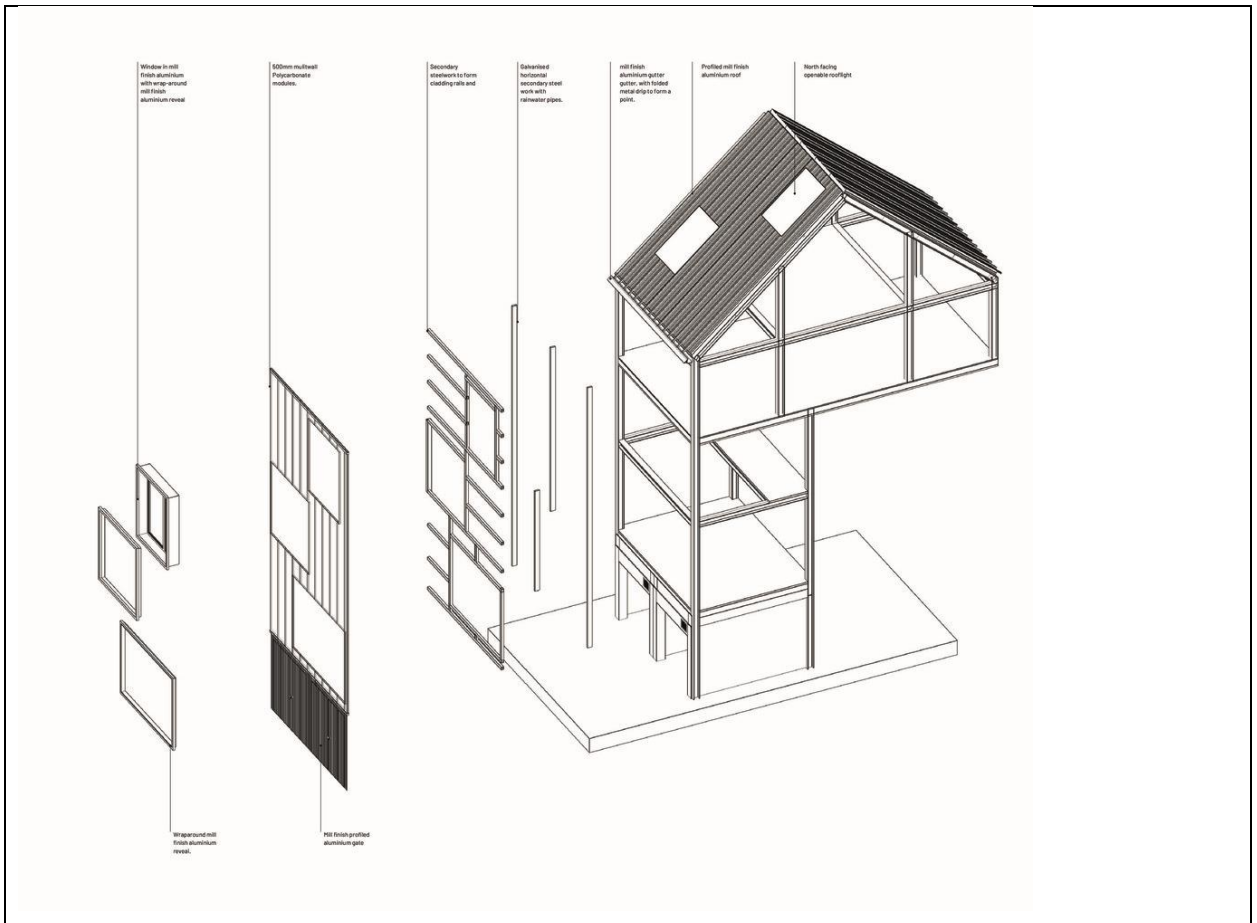 Window in mill
finish aluminium
with wrap-around
mill finish
aluminium reveal
500mm muiltwall
Polycarbonate
modules.
Secondary
steelwork to form
cladding rails and
Galvanised
horizontal
secondary steel
work with
rainwater pipes.
mill finish
aluminium gutter
gutter, with folded
metal drip to form a
point.
Profiled mill finish
aluminium roof
North facing
openable rooflight
Wraparound mill
finish aluminium
reveal.
Mill finish profiled
aluminium gate